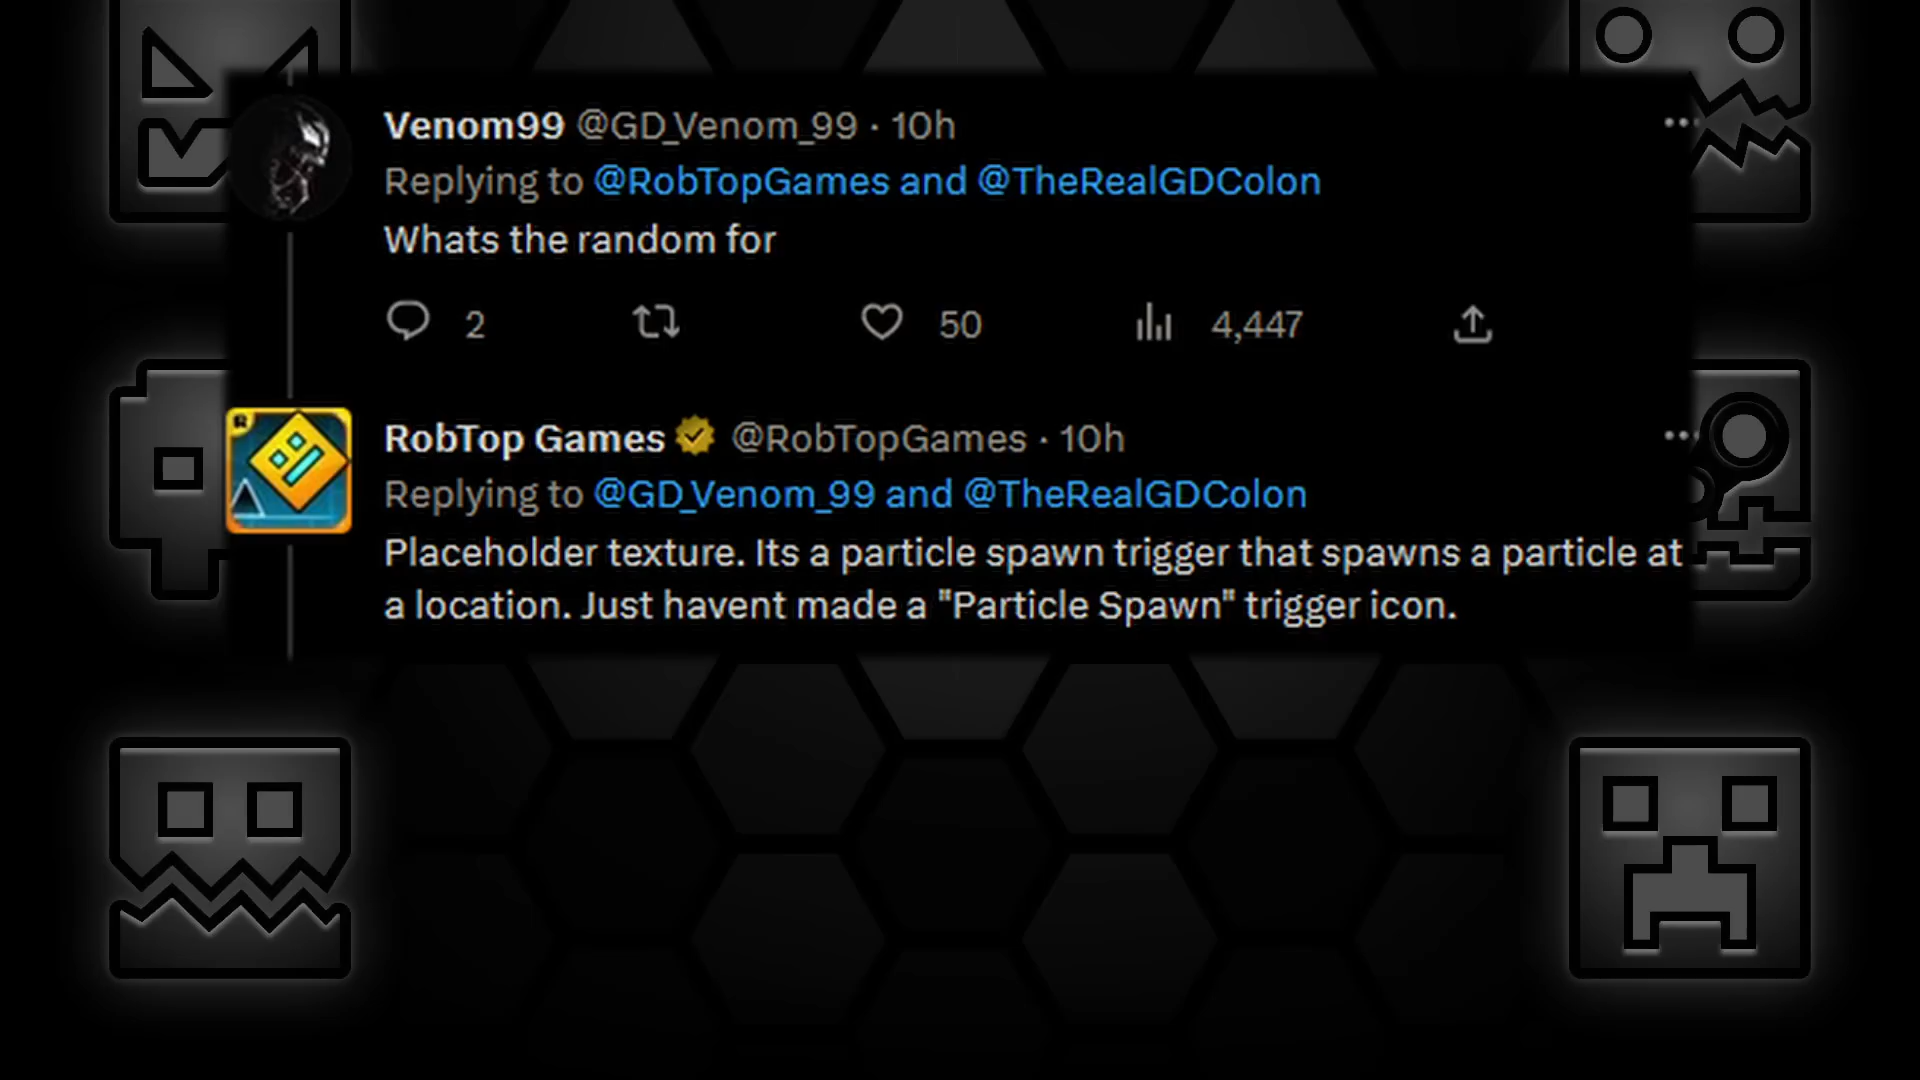 Venom99 @GD_Venom_99 · 10h
Replying to @RobTopGames and @TheRealGDColon
Whats the random for
2 50 4,447
RobTop Games @RobTopGames · 10h
Replying to @GD_Venom_99 and @TheRealGDColon
Placeholder texture. Its a particle spawn trigger that spawns a particle at
a location. Just havent made a "Particle Spawn" trigger icon.